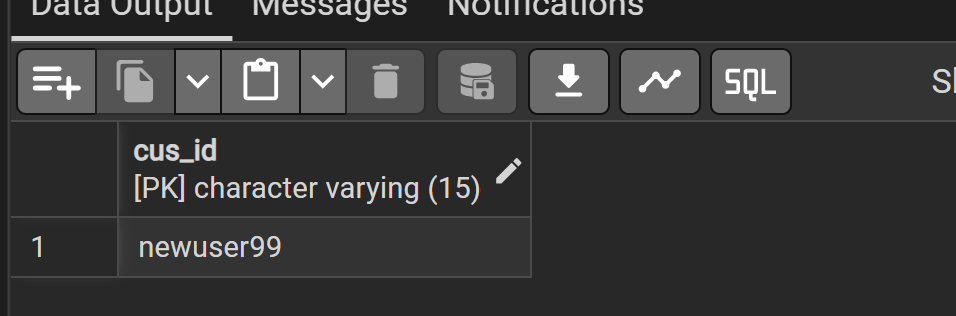 Data Output Messages Notifications
SQL
cus_id
[PK] character varying (15)
1 newuser99